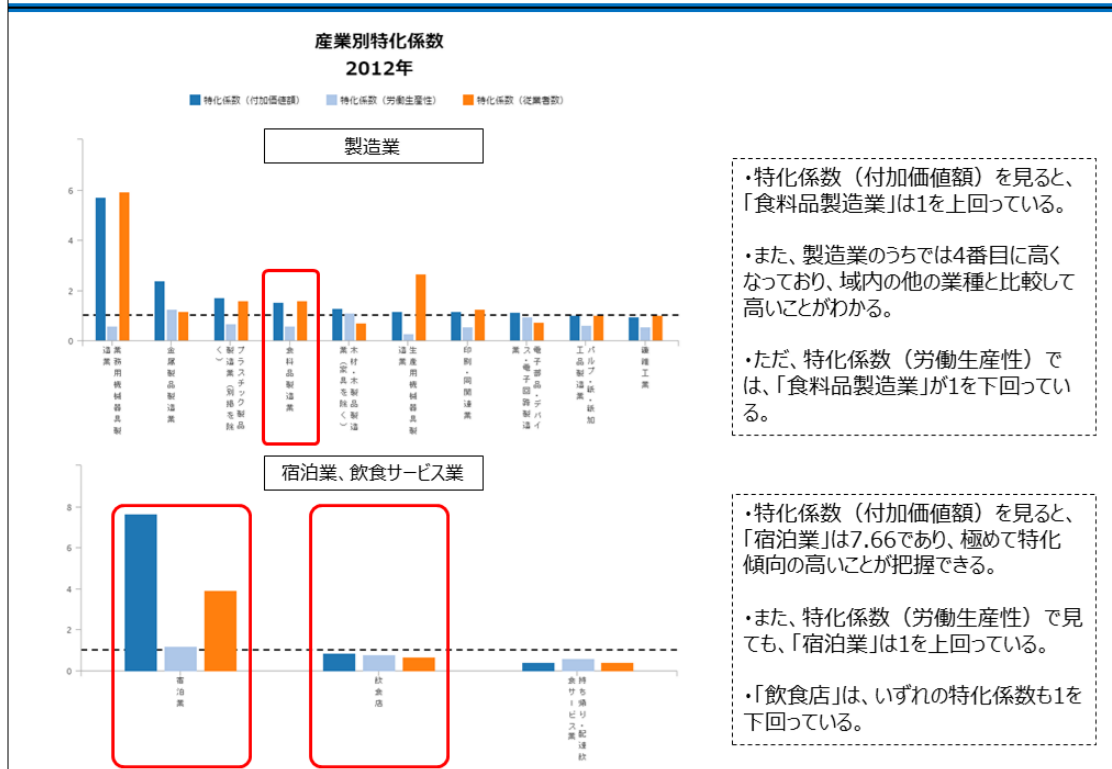 産業別特化係数
2012年
特化係数（付加価値額） 特化係数（労働生産性） 特化係数（従業者数）
製造業
6
4
2
0
業務用機械器具製
造業
金属製品製造業
プラスチック製品
製造業（別掲を除
く）
食料品製造業
木材・木製品製造
業（家具を除く）
生産用機械器具製
造業
印刷・同関連業
電子部品・デバイ
ス・電子回路製造
業
パルプ・紙・紙加
工品製造業
繊維工業
・特化係数（付加価値額）を見ると、
「食料品製造業」は1を上回っている。
・また、製造業のうちでは4番目に高く
なっており、域内の他の業種と比較して
高いことがわかる。
・ただ、特化係数（労働生産性）で
は、「食料品製造業」が1を下回ってい
る。
宿泊業、飲食サービス業
8
6
4
2
0
宿泊業
飲食店
持ち帰り・配達飲
食サービス業
・特化係数（付加価値額）を見ると、
「宿泊業」は7.66であり、極めて特化
傾向の高いことが把握できる。
・また、特化係数（労働生産性）で見
ても、「宿泊業」は1を上回っている。
・「飲食店」は、いずれの特化係数も1を
下回っている。